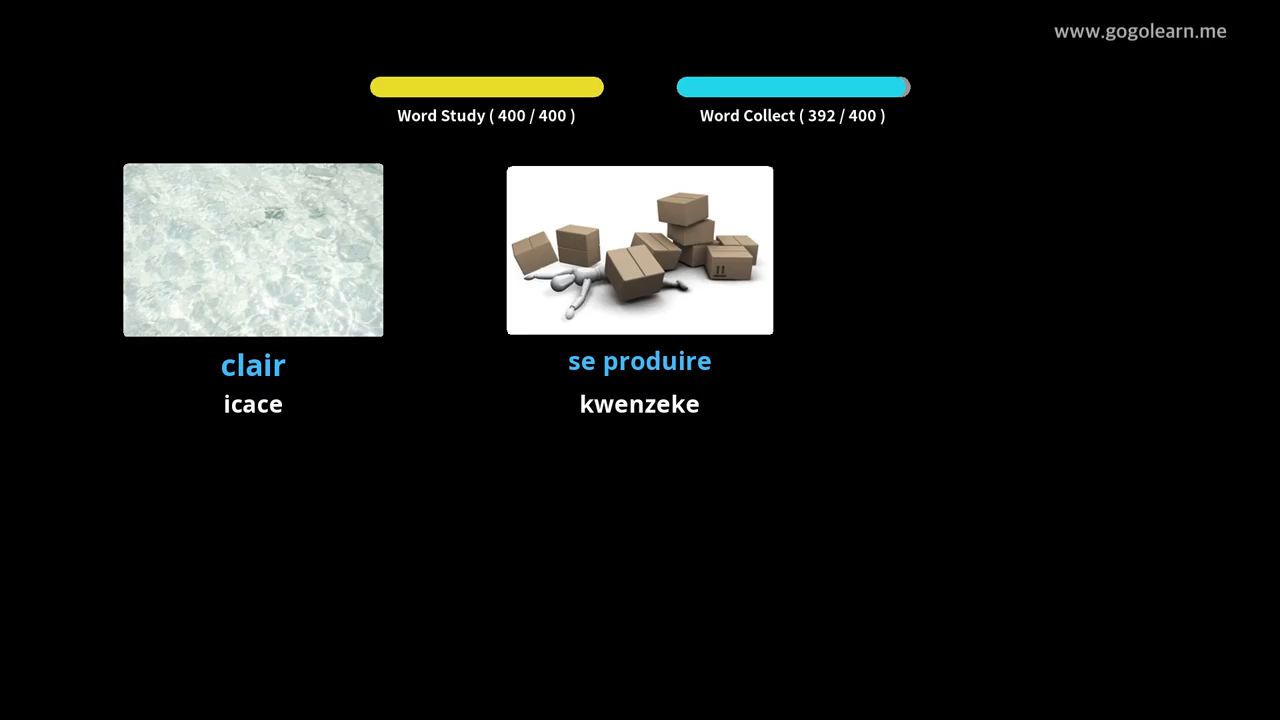 www.gogolearn.me
Word Study ( 400 / 400 )
Word Collect ( 392 / 400 )
clair
icace
se produire
kwenzeke